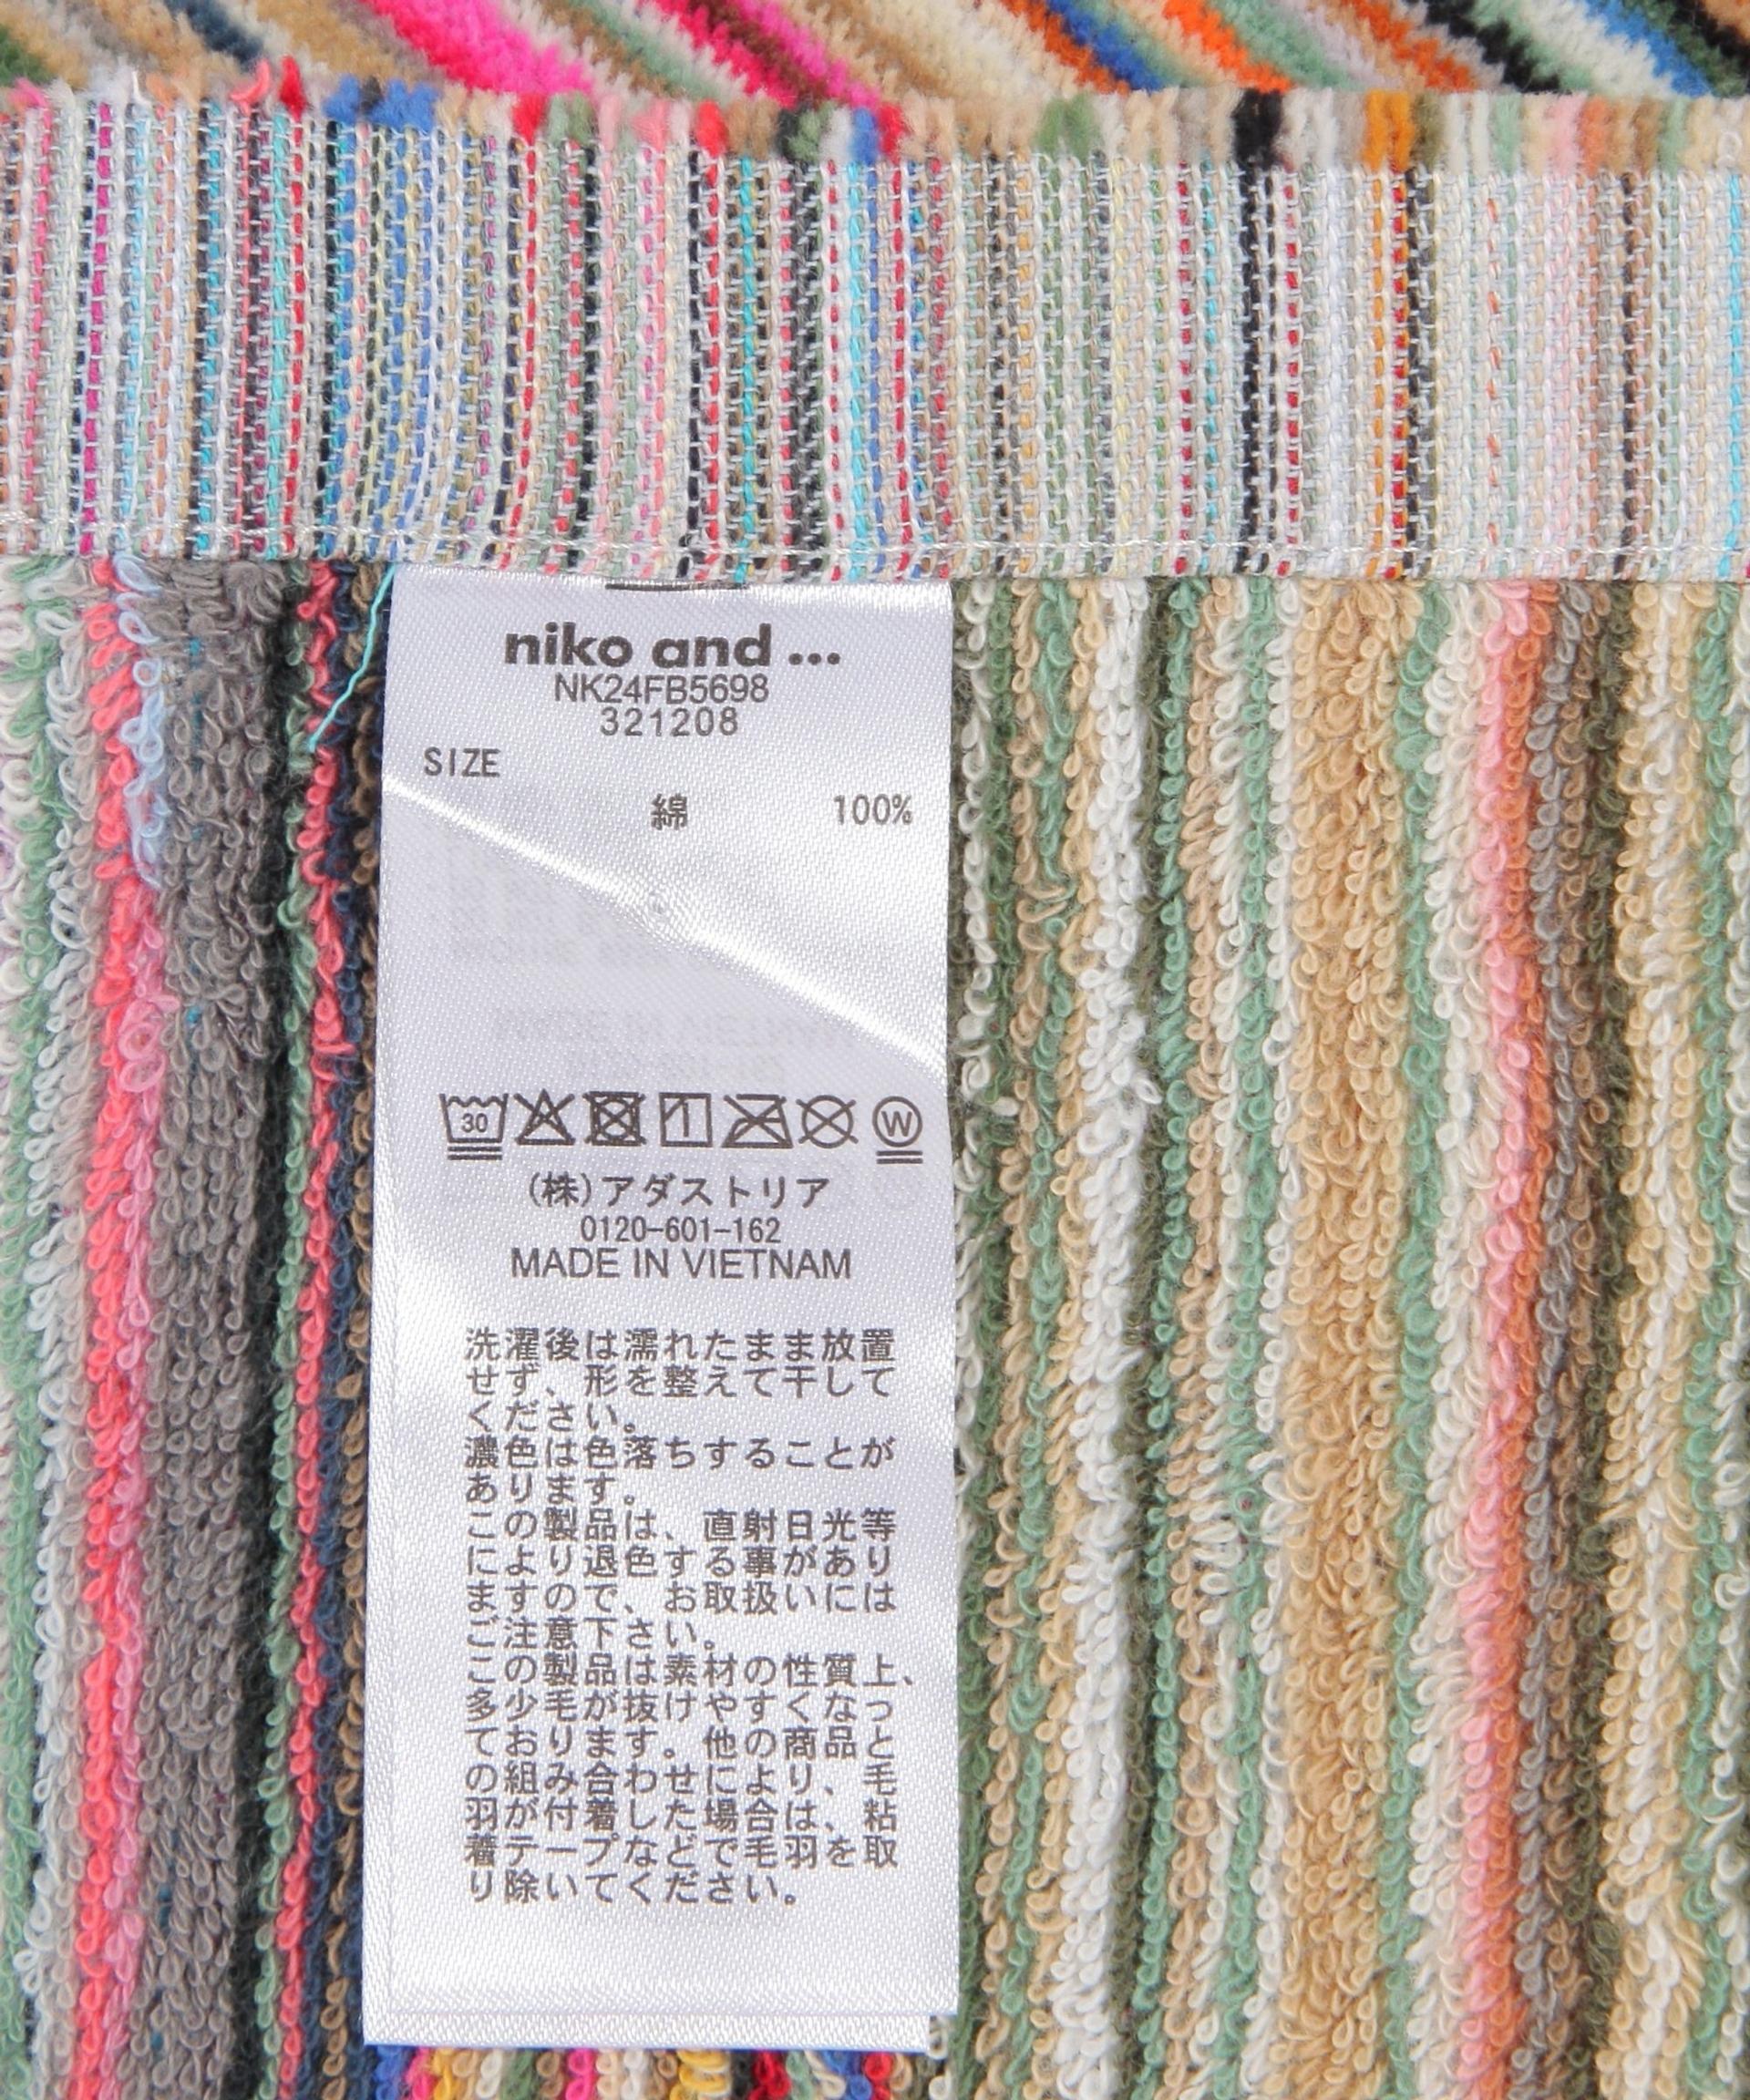 niko and ...
NK24FB5698
321208
SIZE
綿 100%
30 W
(株)アダストリア
0120-601-162
MADE IN VIETNAM
洗濯後は濡れたまま放置
せず、形を整えて干して
ください。
濃色は色落ちすることが
あります。
この製品は、直射日光等
により退色する事があり
ますので、お取扱いには
ご注意下さい。
この製品は素材の性質上、
多少毛が抜けやすくなっ
ております。他の商品と
の組み合わせにより、毛
羽が付着した場合は、粘
着テープなどで毛羽を取
り除いてください。